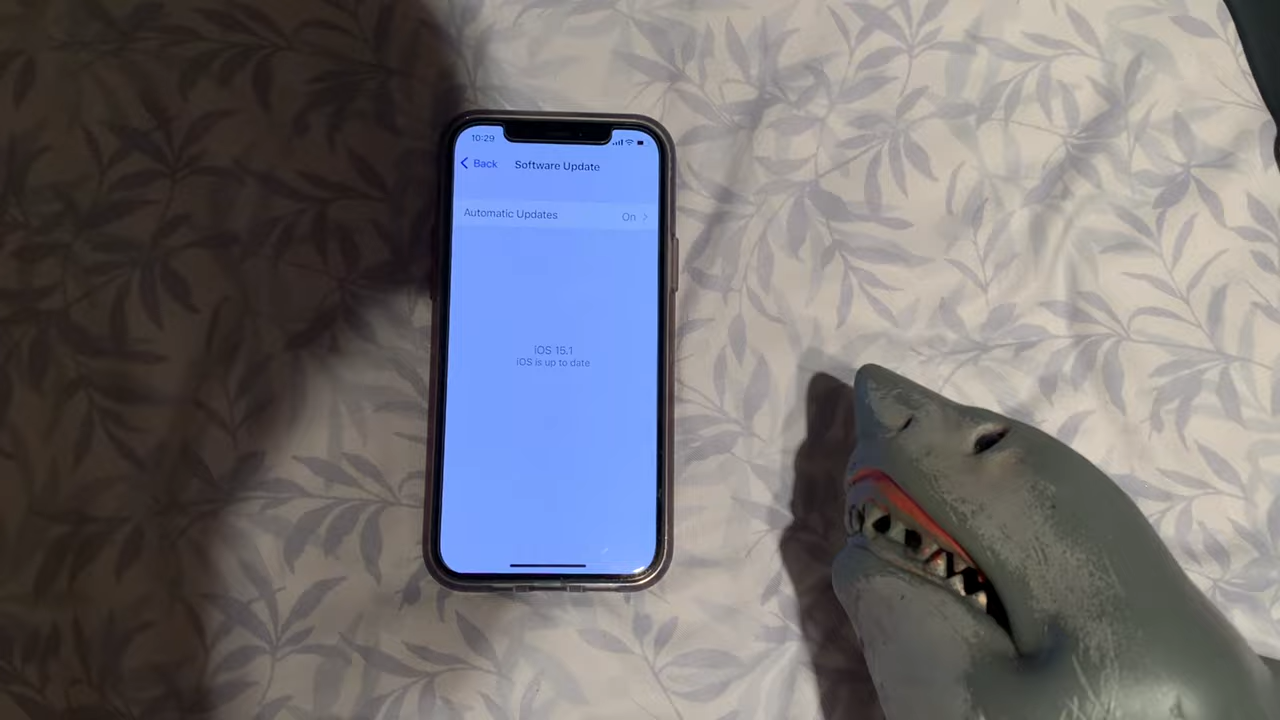 10:29
Back Software Update
Automatic Updates On
iOS 15.1
iOS is up to date